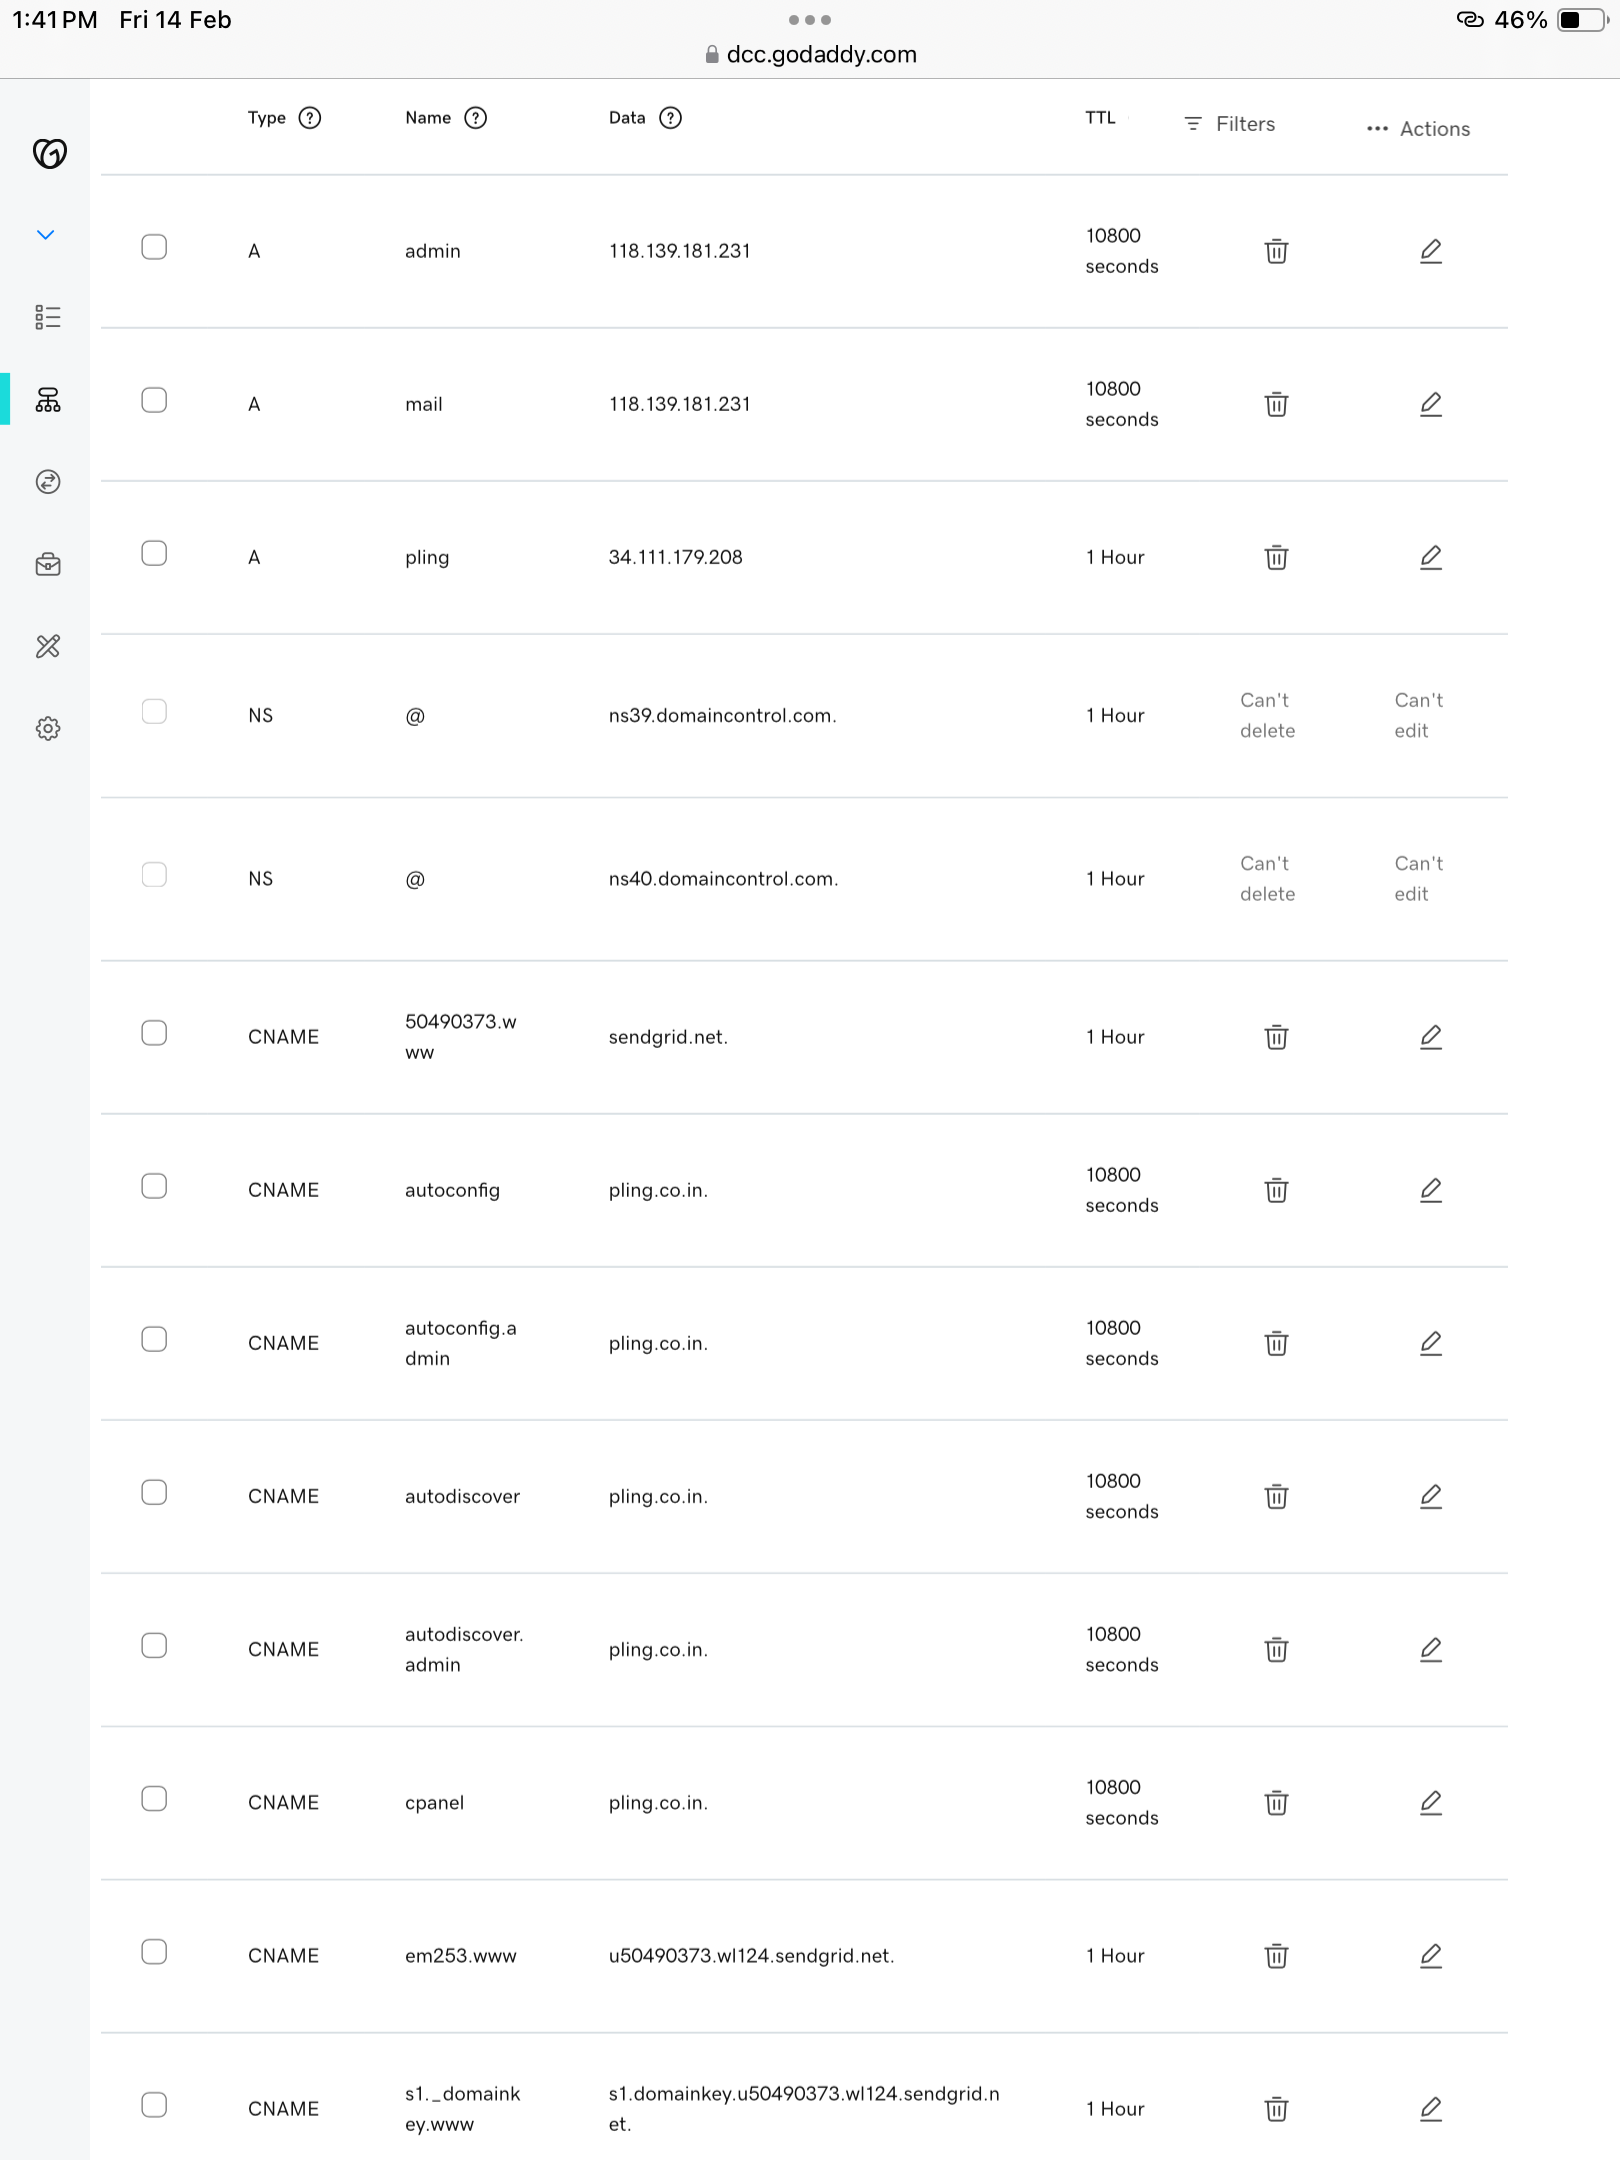 1:41 PM Fri 14 Feb
46%
dcc.godaddy.com
Type Name Data TTL Filters Actions
A admin 118.139.181.231 10800
seconds
A mail 118.139.181.231 10800
seconds
A pling 34.111.179.208 1 Hour
NS @ ns39.domaincontrol.com. 1 Hour Can't
delete Can't
edit
NS @ ns40.domaincontrol.com. 1 Hour Can't
delete Can't
edit
CNAME 50490373.w
ww sendgrid.net. 1 Hour
CNAME autoconfig pling.co.in. 10800
seconds
CNAME autoconfig.a
dmin pling.co.in. 10800
seconds
CNAME autodiscover pling.co.in. 10800
seconds
CNAME autodiscover.
admin pling.co.in. 10800
seconds
CNAME cpanel pling.co.in. 10800
seconds
CNAME em253.www u50490373.wl124.sendgrid.net. 1 Hour
CNAME s1._domaink
ey.www s1.domainkey.u50490373.wl124.sendgrid.n
et. 1 Hour